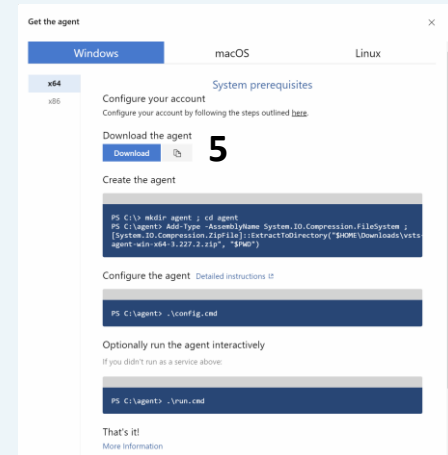 Get the agent
Windows macOS Linux
x64
x86
System prerequisites
Configure your account
Configure your account by following the steps outlined here.
Download the agent
Download
5
Create the agent
PS C:\> mkdir agent ; cd agent
PS C:\agent> Add-Type -AssemblyName System.IO.Compression.FileSystem ;
[System.IO.Compression.ZipFile]::ExtractToDirectory("$HOME\Downloads\vsts-
agent-win-x64-3.227.2.zip", "$PWD")
Configure the agent Detailed instructions
PS C:\agent> .\config.cmd
Optionally run the agent interactively
If you didn't run as a service above:
PS C:\agent> .\run.cmd
That's it!
More Information